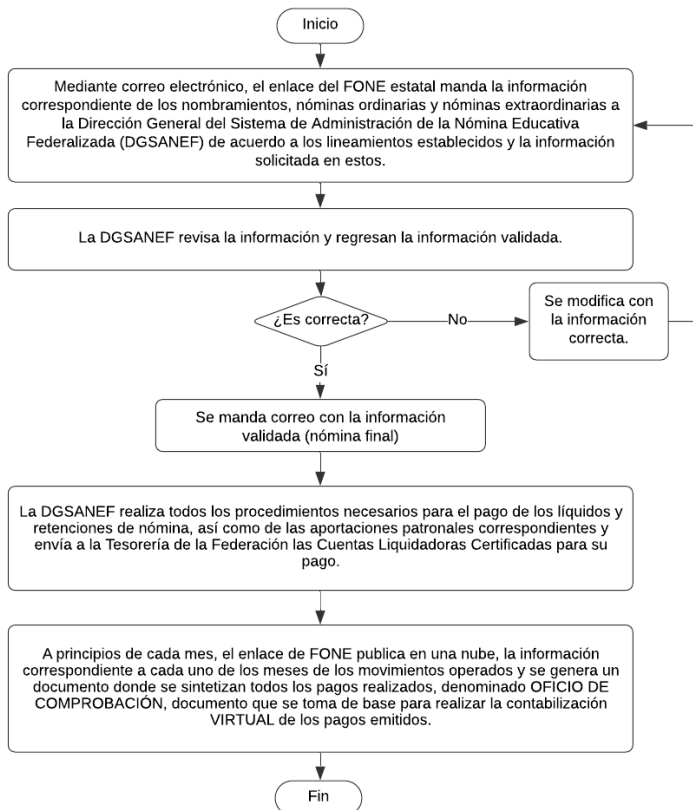 Inicio
Mediante correo electrónico, el enlace del FONE estatal manda la información
correspondiente de los nombramientos, nóminas ordinarias y nóminas extraordinarias a
la Dirección General del Sistema de Administración de la Nómina Educativa
Federalizada (DGSANEF) de acuerdo a los lineamientos establecidos y la información
solicitada en estos.
La DGSANEF revisa la información y regresan la información validada.
¿Es correcta?
No
Se modifica con
la información
correcta.
Sí
Se manda correo con la información
validada (nómina final)
La DGSANEF realiza todos los procedimientos necesarios para el pago de los líquidos y
retenciones de nómina, así como de las aportaciones patronales correspondientes y
envía a la Tesorería de la Federación las Cuentas Liquidadoras Certificadas para su
pago.
A principios de cada mes, el enlace de FONE publica en una nube, la información
correspondiente a cada uno de los meses de los movimientos operados y se genera un
documento donde se sintetizan todos los pagos realizados, denominado OFICIO DE
COMPROBACIÓN, documento que se toma de base para realizar la contabilización
VIRTUAL de los pagos emitidos.
Fin